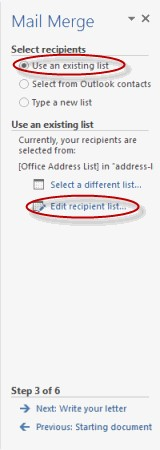 Mail Merge
Select recipients
Use an existing list
Select from Outlook contacts
Type a new list
Use an existing list
Currently, your recipients are
selected from:
[Office Address List] in "address-l
Select a different list...
Edit recipient list...
Step 3 of 6
Next: Write your letter
Previous: Starting document